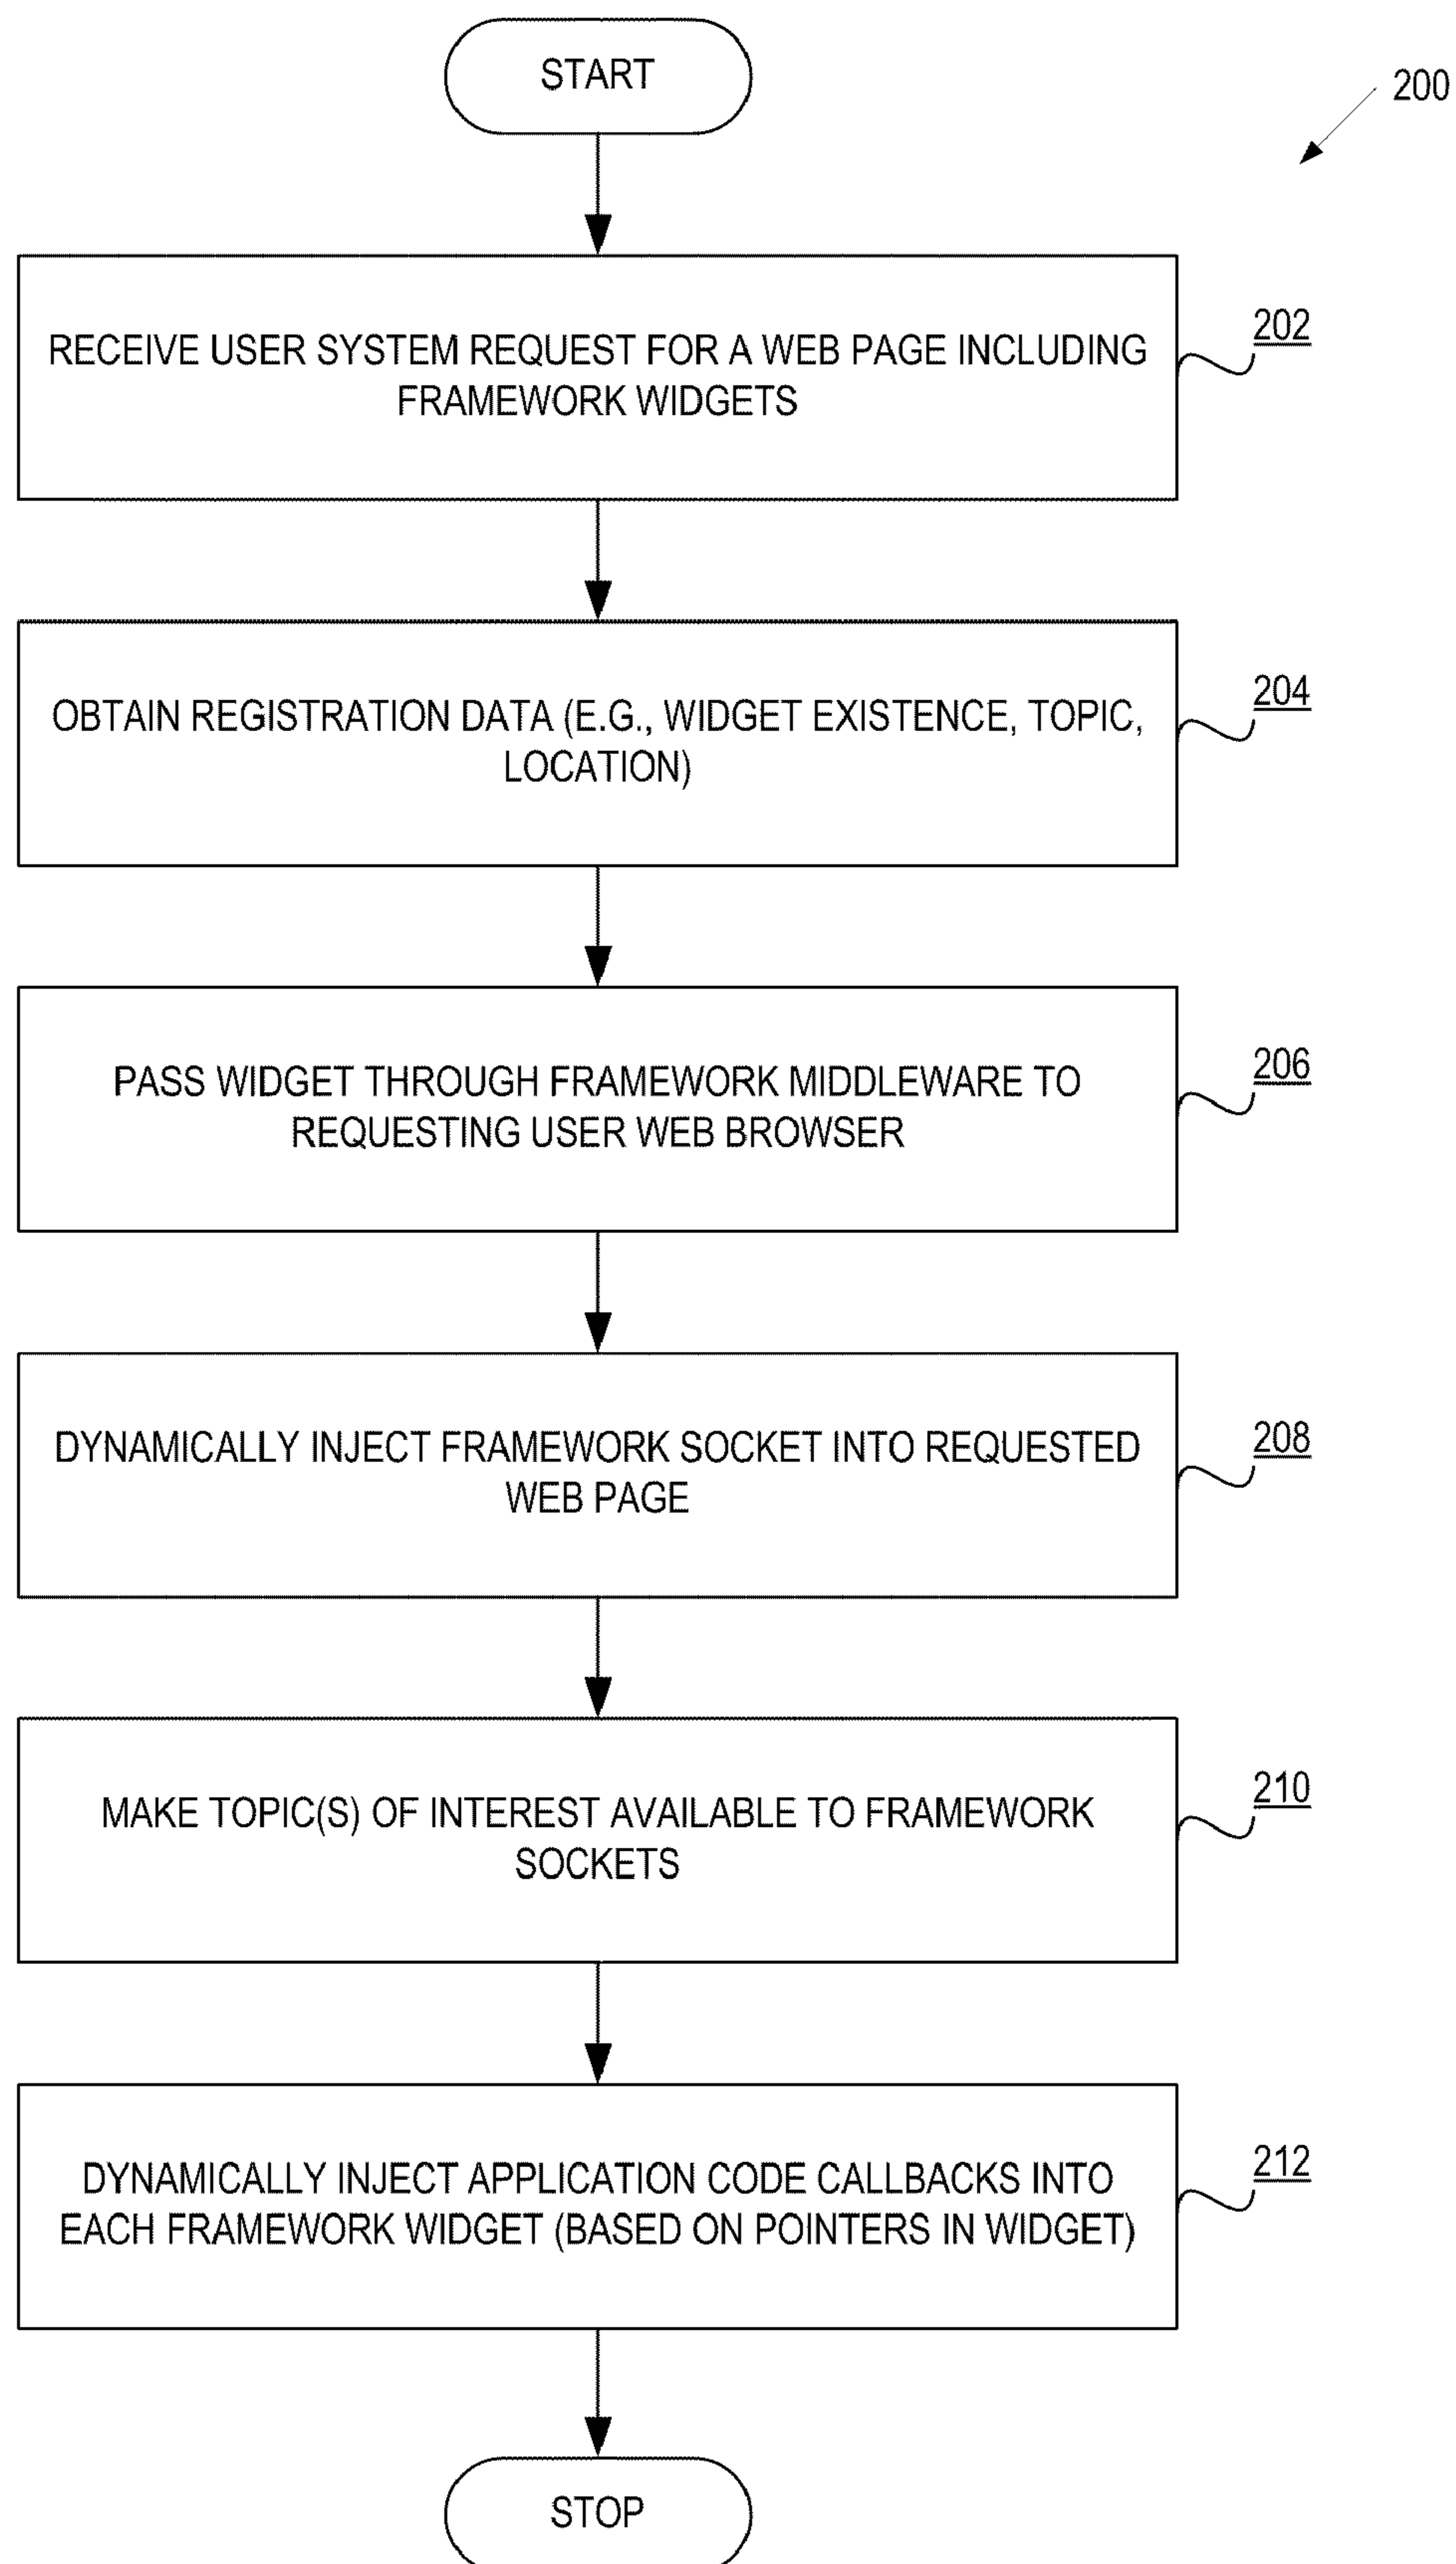 START
200
RECEIVE USER SYSTEM REQUEST FOR A WEB PAGE INCLUDING
FRAMEWORK WIDGETS
202
OBTAIN REGISTRATION DATA (E.G., WIDGET EXISTENCE, TOPIC,
LOCATION)
204
PASS WIDGET THROUGH FRAMEWORK MIDDLEWARE TO
REQUESTING USER WEB BROWSER
206
DYNAMICALLY INJECT FRAMEWORK SOCKET INTO REQUESTED
WEB PAGE
208
MAKE TOPIC(S) OF INTEREST AVAILABLE TO FRAMEWORK
SOCKETS
210
DYNAMICALLY INJECT APPLICATION CODE CALLBACKS INTO
EACH FRAMEWORK WIDGET (BASED ON POINTERS IN WIDGET)
212
STOP